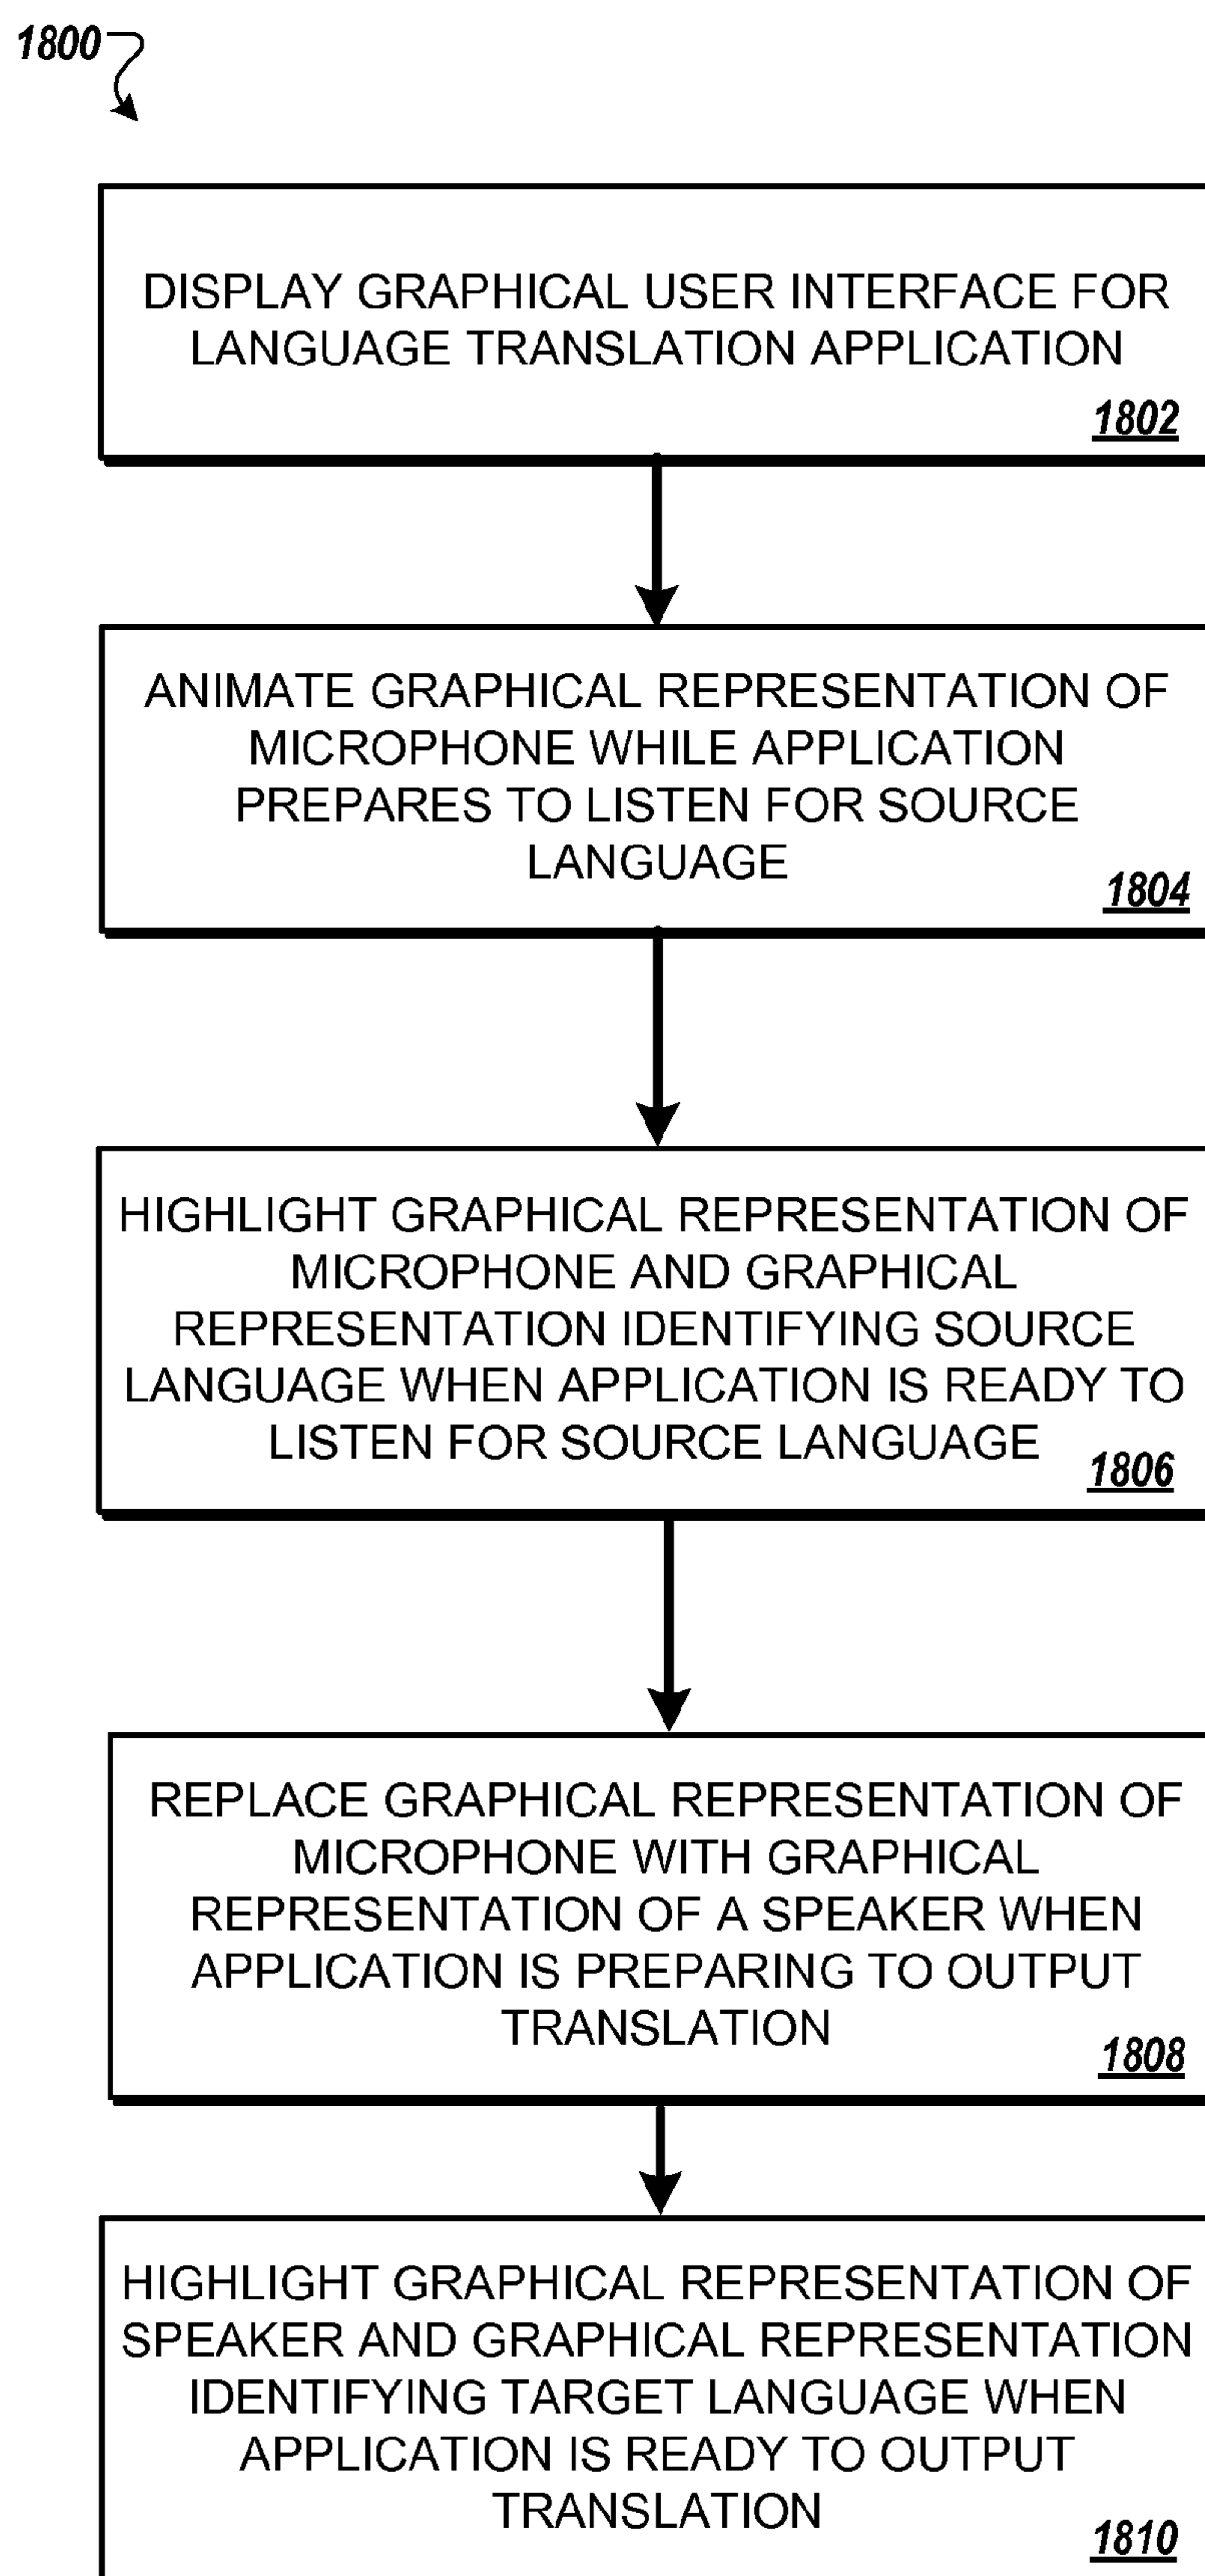 1800
DISPLAY GRAPHICAL USER INTERFACE FOR
LANGUAGE TRANSLATION APPLICATION
1802
ANIMATE GRAPHICAL REPRESENTATION OF
MICROPHONE WHILE APPLICATION
PREPARES TO LISTEN FOR SOURCE
LANGUAGE
1804
HIGHLIGHT GRAPHICAL REPRESENTATION OF
MICROPHONE AND GRAPHICAL
REPRESENTATION IDENTIFYING SOURCE
LANGUAGE WHEN APPLICATION IS READY TO
LISTEN FOR SOURCE LANGUAGE
1806
REPLACE GRAPHICAL REPRESENTATION OF
MICROPHONE WITH GRAPHICAL
REPRESENTATION OF A SPEAKER WHEN
APPLICATION IS PREPARING TO OUTPUT
TRANSLATION
1808
HIGHLIGHT GRAPHICAL REPRESENTATION OF
SPEAKER AND GRAPHICAL REPRESENTATION
IDENTIFYING TARGET LANGUAGE WHEN
APPLICATION IS READY TO OUTPUT
TRANSLATION
1810